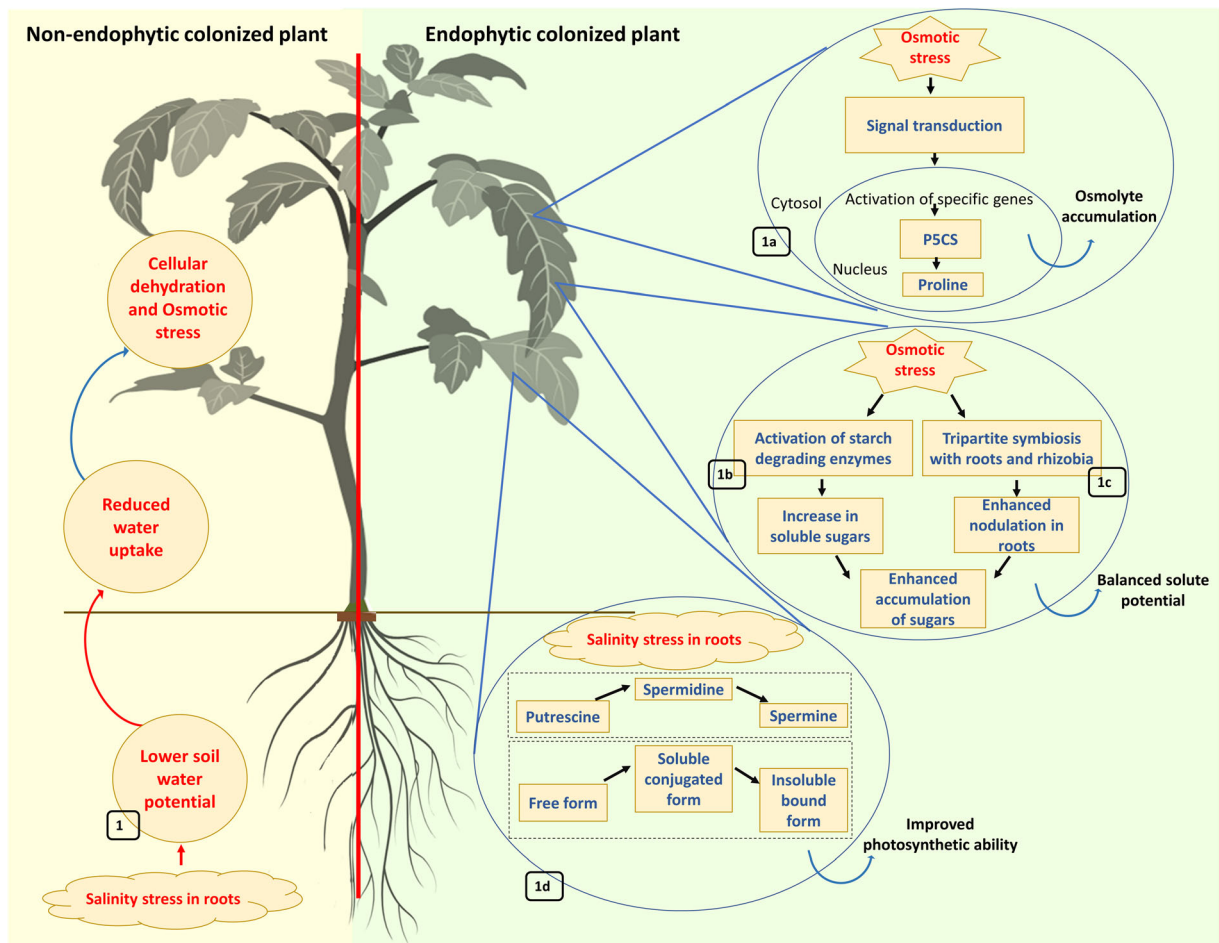 Non-endophytic colonized plant
Endophytic colonized plant
Cellular
dehydration
and Osmotic
stress
Reduced
water
uptake
Lower soil
water
potential
1
Salinity stress in roots
Osmotic
stress
Signal transduction
Cytosol
Activation of specific genes
P5CS
Nucleus
Proline
1a
Osmolyte
accumulation
Osmotic
stress
Activation of starch
degrading enzymes
Tripartite symbiosis
with roots and rhizobia
1b
1c
Increase in
soluble sugars
Enhanced
nodulation in
roots
Enhanced
accumulation
of sugars
Balanced solute
potential
Salinity stress in roots
Putrescine
Spermidine
Spermine
Free form
Soluble
conjugated
form
Insoluble
bound
form
1d
Improved
photosynthetic ability